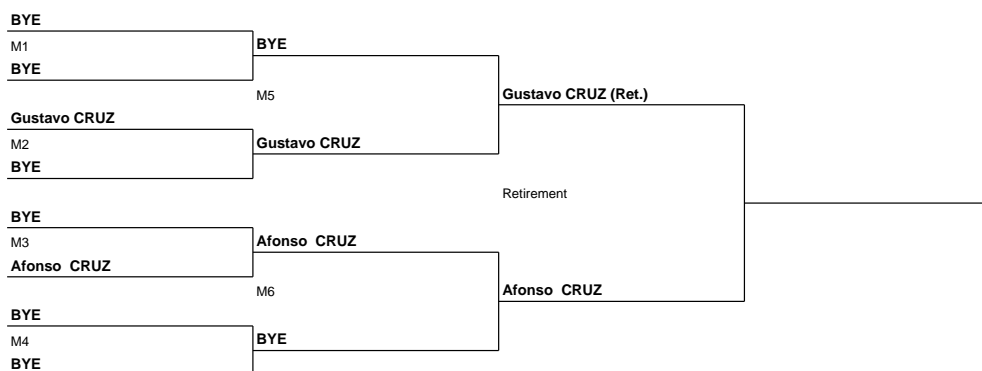 BYE
M1
BYE
BYE
M5
Gustavo CRUZ (Ret.)
Gustavo CRUZ
M2
Gustavo CRUZ
BYE
Retirement
BYE
M3
Afonso  CRUZ
Afonso  CRUZ
M6
Afonso  CRUZ
BYE
M4
BYE
BYE